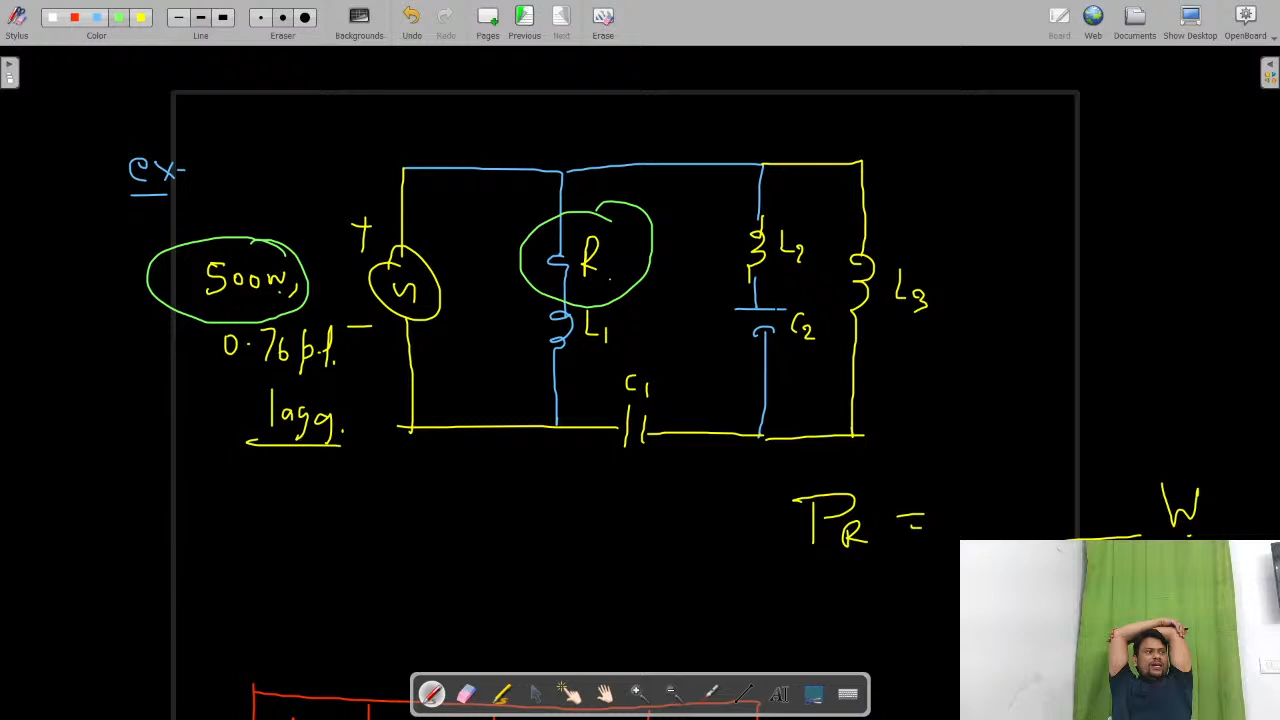 Stylus Color Line Eraser Backgrounds Undo Redo Pages Previous Next Erase Board Web Documents Show Desktop OpenBoard
ex-
+
R
L2
500W,
L3
0.76 p.f.
−
L1
C2
lagg.
C1
PR = W
AI